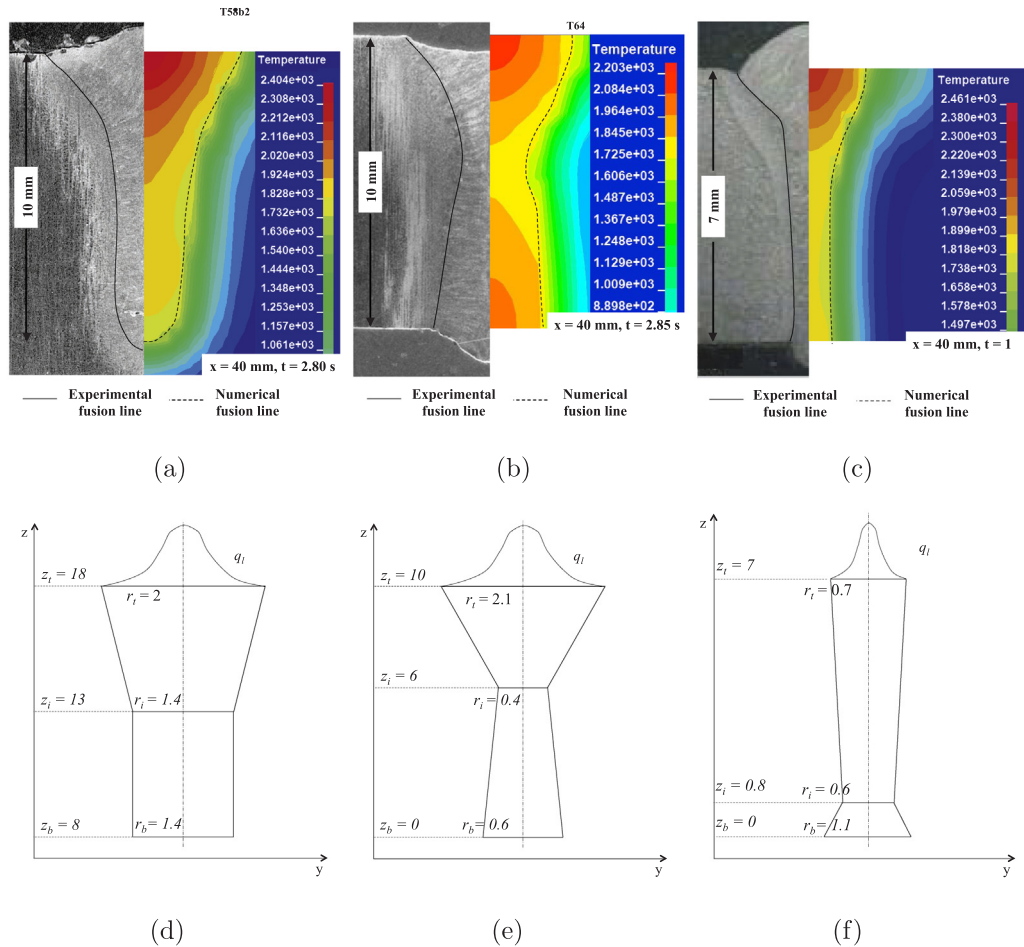 T58b2
10 mm
Temperature
2.404e+03
2.308e+03
2.212e+03
2.116e+03
2.020e+03
1.924e+03
1.828e+03
1.732e+03
1.636e+03
1.540e+03
1.444e+03
1.348e+03
1.253e+03
1.157e+03
1.061e+03
x = 40 mm, t = 2.80 s
Experimental fusion line
Numerical fusion line
(a)
T64
10 mm
Temperature
2.203e+03
2.084e+03
1.964e+03
1.845e+03
1.725e+03
1.606e+03
1.487e+03
1.367e+03
1.248e+03
1.129e+03
1.009e+03
8.898e+02
x = 40 mm, t = 2.85 s
Experimental fusion line
Numerical fusion line
(b)
7 mm
Temperature
2.461e+03
2.380e+03
2.300e+03
2.220e+03
2.139e+03
2.059e+03
1.979e+03
1.899e+03
1.818e+03
1.738e+03
1.658e+03
1.578e+03
1.497e+03
x = 40 mm, t = 1
Experimental fusion line
Numerical fusion line
(c)
z
q_l
z_t = 18
r_t = 2
z_i = 13
r_i = 1.4
z_b = 8
r_b = 1.4
y
(d)
z
q_l
z_t = 10
r_t = 2.1
z_i = 6
r_i = 0.4
z_b = 0
r_b = 0.6
y
(e)
z
q_l
z_t = 7
r_t = 0.7
z_i = 0.8
r_i = 0.6
z_b = 0
r_b = 1.1
y
(f)